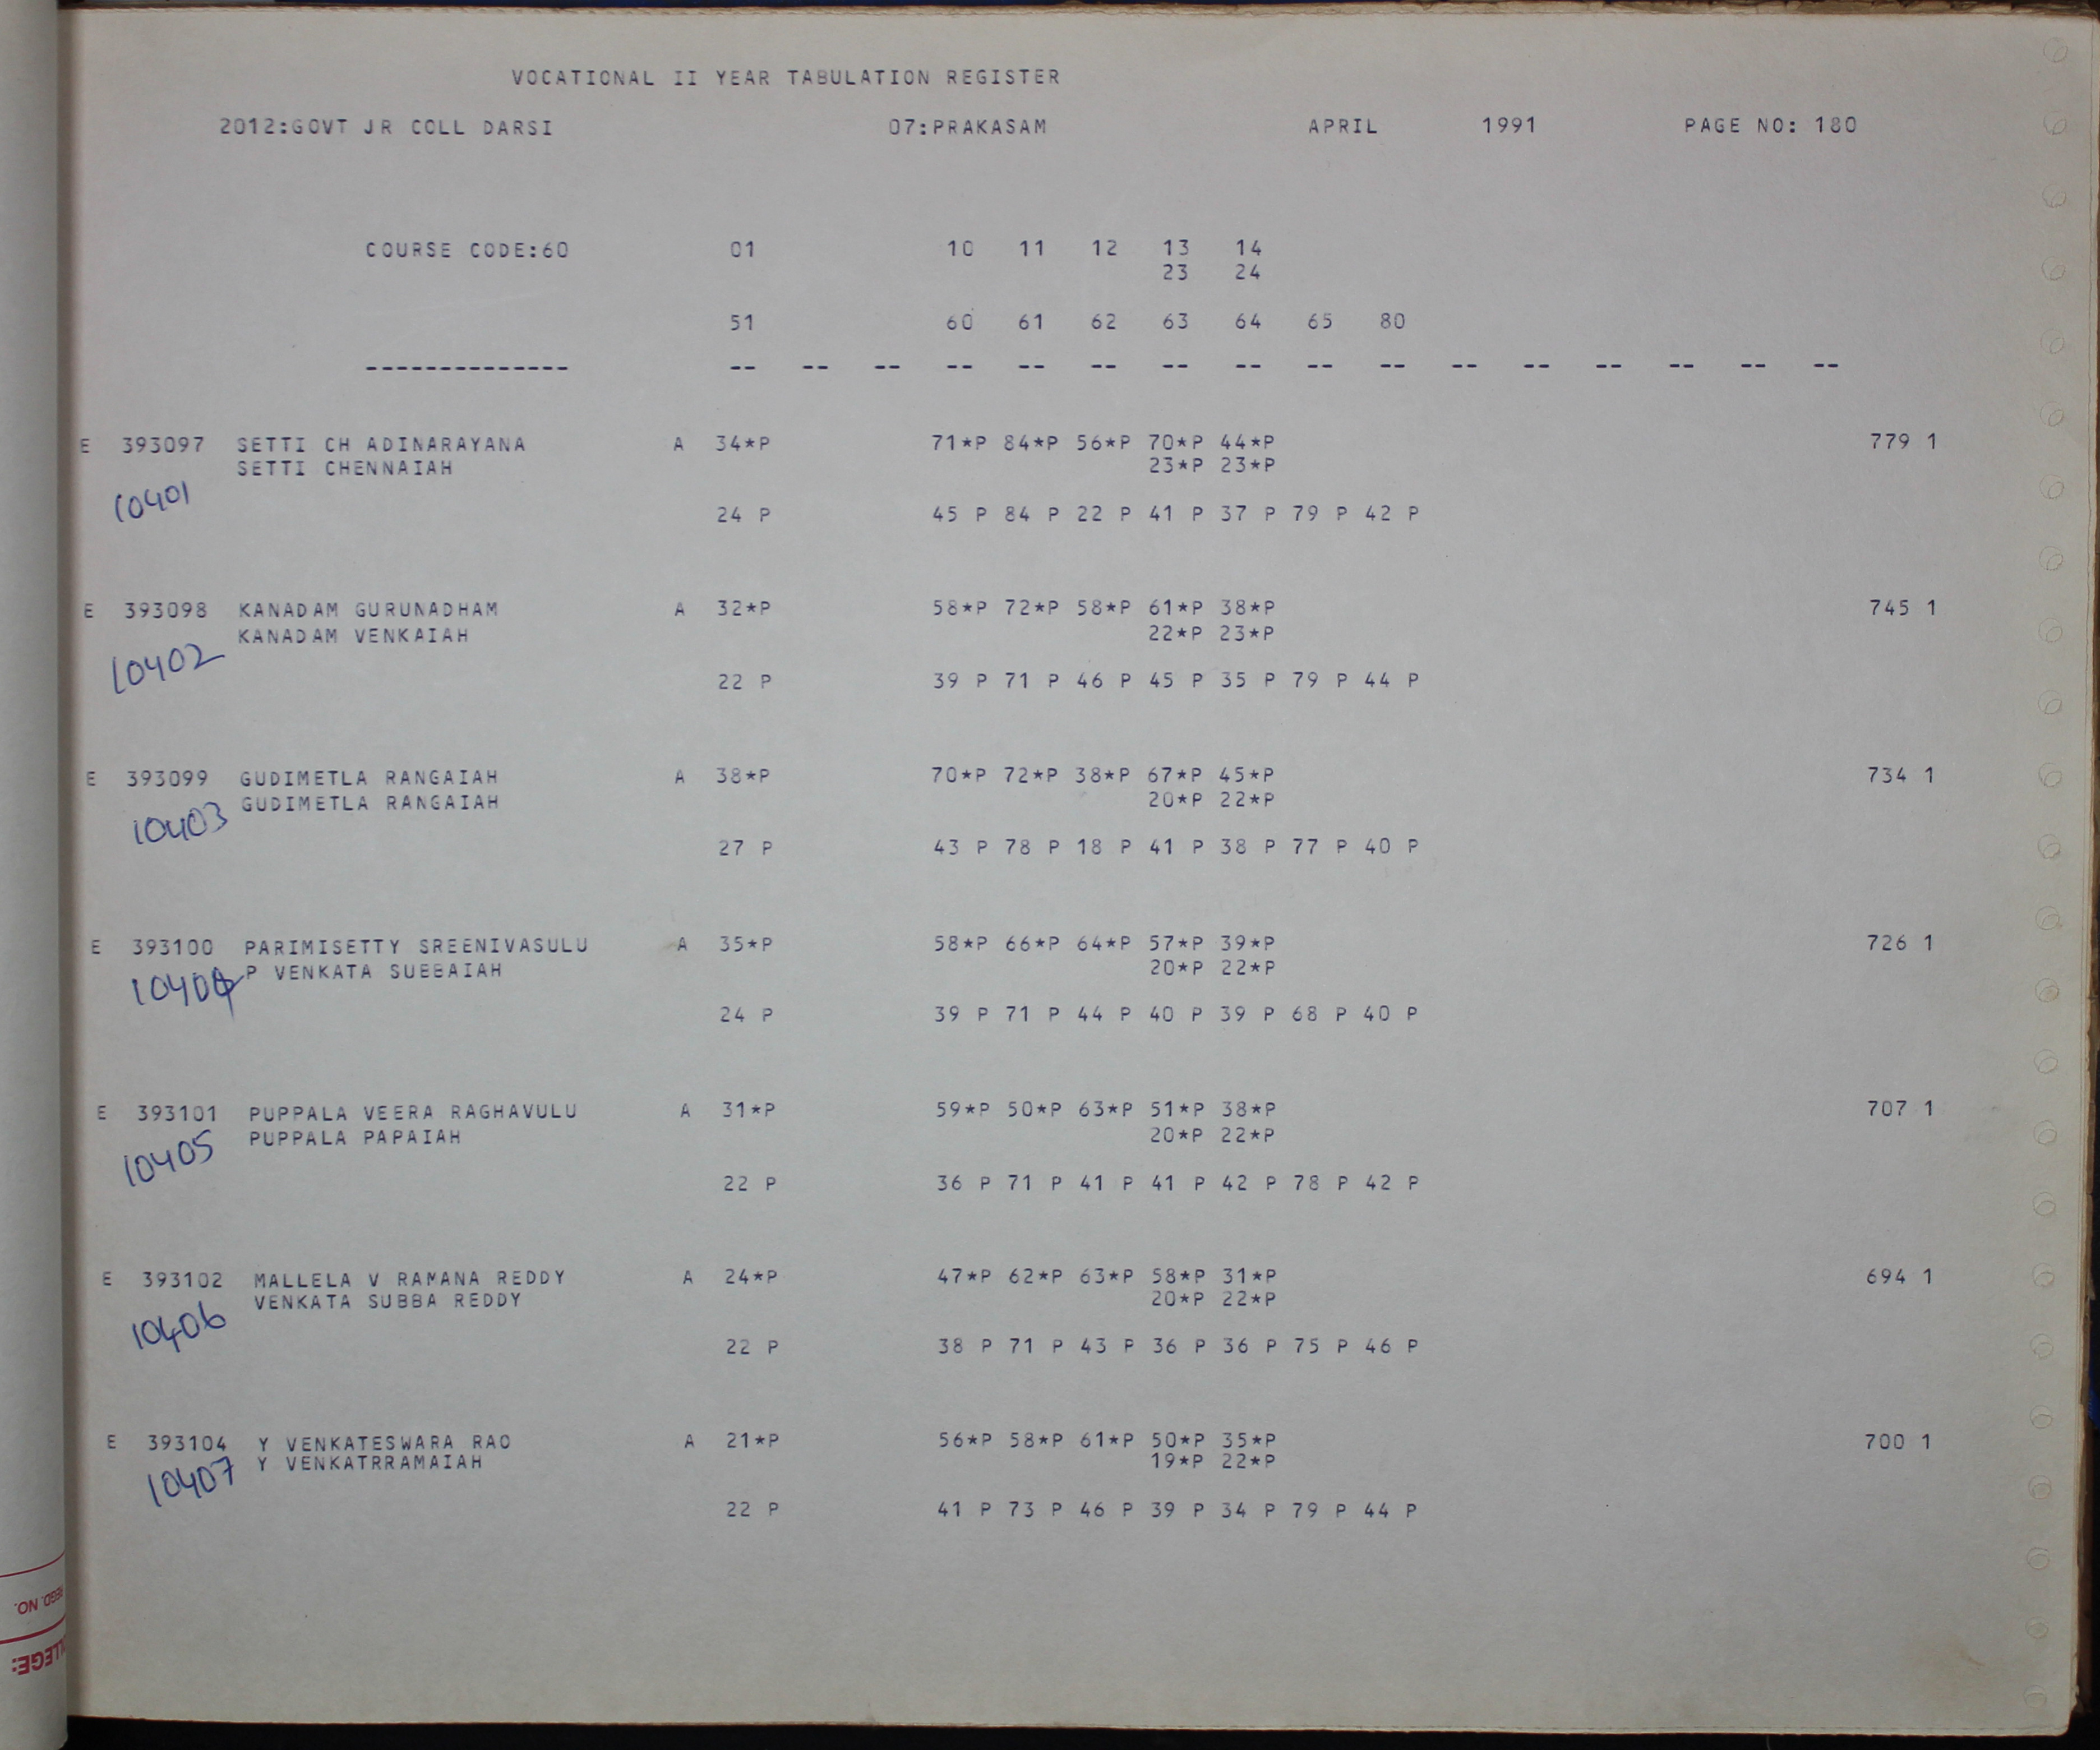 VOCATIONAL II YEAR TABULATION REGISTER
2012:GOVT JR COLL DARSI 07:PRAKASAM APRIL 1991 PAGE NO: 180
COURSE CODE:60 01 10 11 12 13 14
23 24
51 60 61 62 63 64 65 80
-------------- -- -- -- -- -- -- -- -- -- -- -- -- -- -- -- --
E 393097 SETTI CH ADINARAYANA A 34*P 71*P 84*P 56*P 70*P 44*P 779 1
SETTI CHENNAIAH 23*P 23*P
10401
24 P 45 P 84 P 22 P 41 P 37 P 79 P 42 P
E 393098 KANADAM GURUNADHAM A 32*P 58*P 72*P 58*P 61*P 38*P 745 1
KANADAM VENKAIAH 22*P 23*P
10402
22 P 39 P 71 P 46 P 45 P 35 P 79 P 44 P
E 393099 GUDIMETLA RANGAIAH A 38*P 70*P 72*P 38*P 67*P 45*P 734 1
GUDIMETLA RANGAIAH 20*P 22*P
10403
27 P 43 P 78 P 18 P 41 P 38 P 77 P 40 P
E 393100 PARIMISETTY SREENIVASULU A 35*P 58*P 66*P 64*P 57*P 39*P 726 1
P VENKATA SUEBAIAH 20*P 22*P
10404
24 P 39 P 71 P 44 P 40 P 39 P 68 P 40 P
E 393101 PUPPALA VEERA RAGHAVULU A 31*P 59*P 50*P 63*P 51*P 38*P 707 1
PUPPALA PAPAIAH 20*P 22*P
10405
22 P 36 P 71 P 41 P 41 P 42 P 78 P 42 P
E 393102 MALLELA V RAMANA REDDY A 24*P 47*P 62*P 63*P 58*P 31*P 694 1
VENKATA SUBBA REDDY 20*P 22*P
10406
22 P 38 P 71 P 43 P 36 P 36 P 75 P 46 P
E 393104 Y VENKATESWARA RAO A 21*P 56*P 58*P 61*P 50*P 35*P 700 1
Y VENKATRRAMAIAH 19*P 22*P
10407
22 P 41 P 73 P 46 P 39 P 34 P 79 P 44 P
REGD. NO.